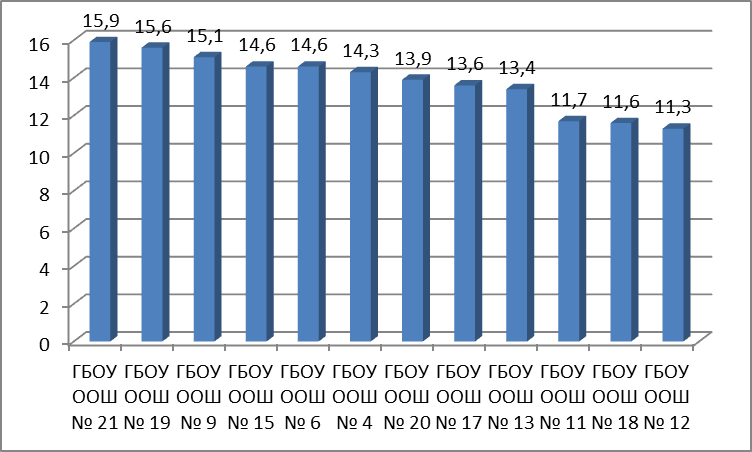 15,9 15,6 15,1 14,6 14,6 14,3 13,9 13,6 13,4 11,7 11,6 11,3
16
14
12
10
8
6
4
2
0
ГБОУ ГБОУ ГБОУ ГБОУ ГБОУ ГБОУ ГБОУ ГБОУ ГБОУ ГБОУ ГБОУ ГБОУ
ООШ ООШ ООШ ООШ ООШ ООШ ООШ ООШ ООШ ООШ ООШ ООШ
№ 21 № 19 № 9 № 15 № 6 № 4 № 20 № 17 № 13 № 11 № 18 № 12